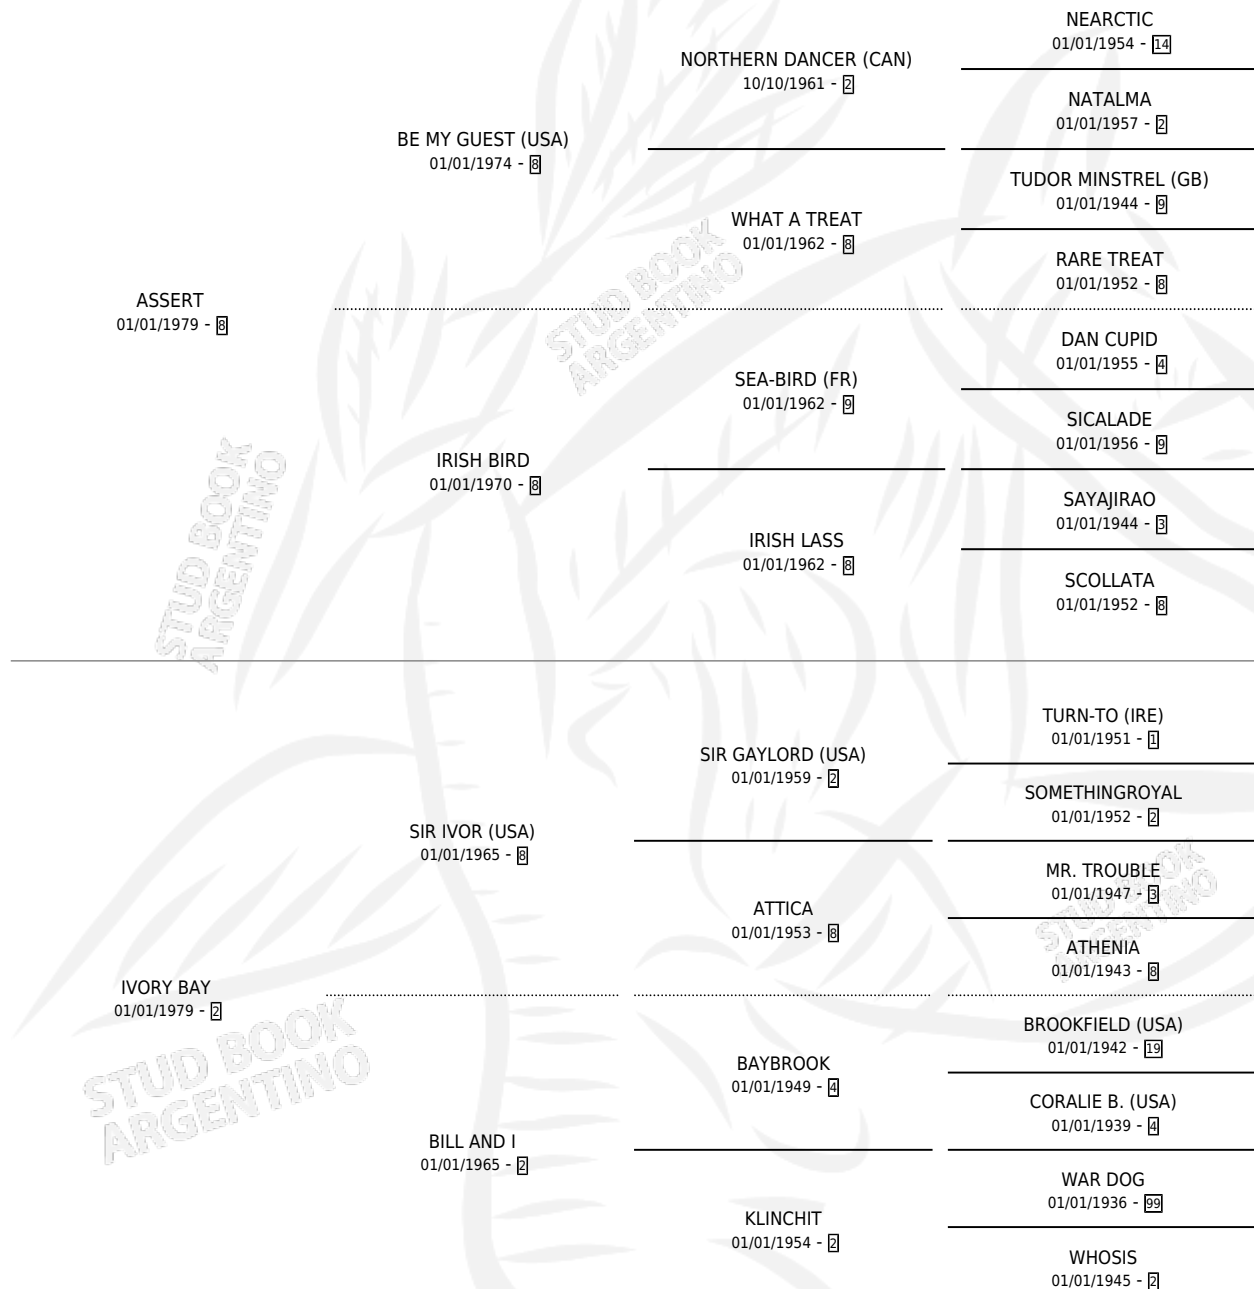 NEARCTIC
01/01/1954 - 14
NORTHERN DANCER (CAN)
10/10/1961 - 2
NATALMA
01/01/1957 - 2
BE MY GUEST (USA)
01/01/1974 - 8
TUDOR MINSTREL (GB)
01/01/1944 - 9
WHAT A TREAT
01/01/1962 - 8
RARE TREAT
01/01/1952 - 8
ASSERT
01/01/1979 - 8
DAN CUPID
01/01/1955 - 4
SEA-BIRD (FR)
01/01/1962 - 9
SICALADE
01/01/1956 - 9
IRISH BIRD
01/01/1970 - 8
SAYAJIRAO
01/01/1944 - 3
IRISH LASS
01/01/1962 - 8
SCOLLATA
01/01/1952 - 8
STUD BOOK
ARGENTINO
STUD BOOK
ARGENTINO
TURN-TO (IRE)
01/01/1951 - 1
SIR GAYLORD (USA)
01/01/1959 - 2
SOMETHINGROYAL
01/01/1952 - 2
SIR IVOR (USA)
01/01/1965 - 8
MR. TROUBLE
01/01/1947 - 3
ATTICA
01/01/1953 - 8
ATHENIA
01/01/1943 - 8
STUD BOOK
ARGENTINO
IVORY BAY
01/01/1979 - 2
BROOKFIELD (USA)
01/01/1942 - 19
BAYBROOK
01/01/1949 - 4
CORALIE B. (USA)
01/01/1939 - 4
BILL AND I
01/01/1965 - 2
WAR DOG
01/01/1936 - 99
KLINCHIT
01/01/1954 - 2
WHOSIS
01/01/1945 - 2
STUD BOOK
ARGENTINO